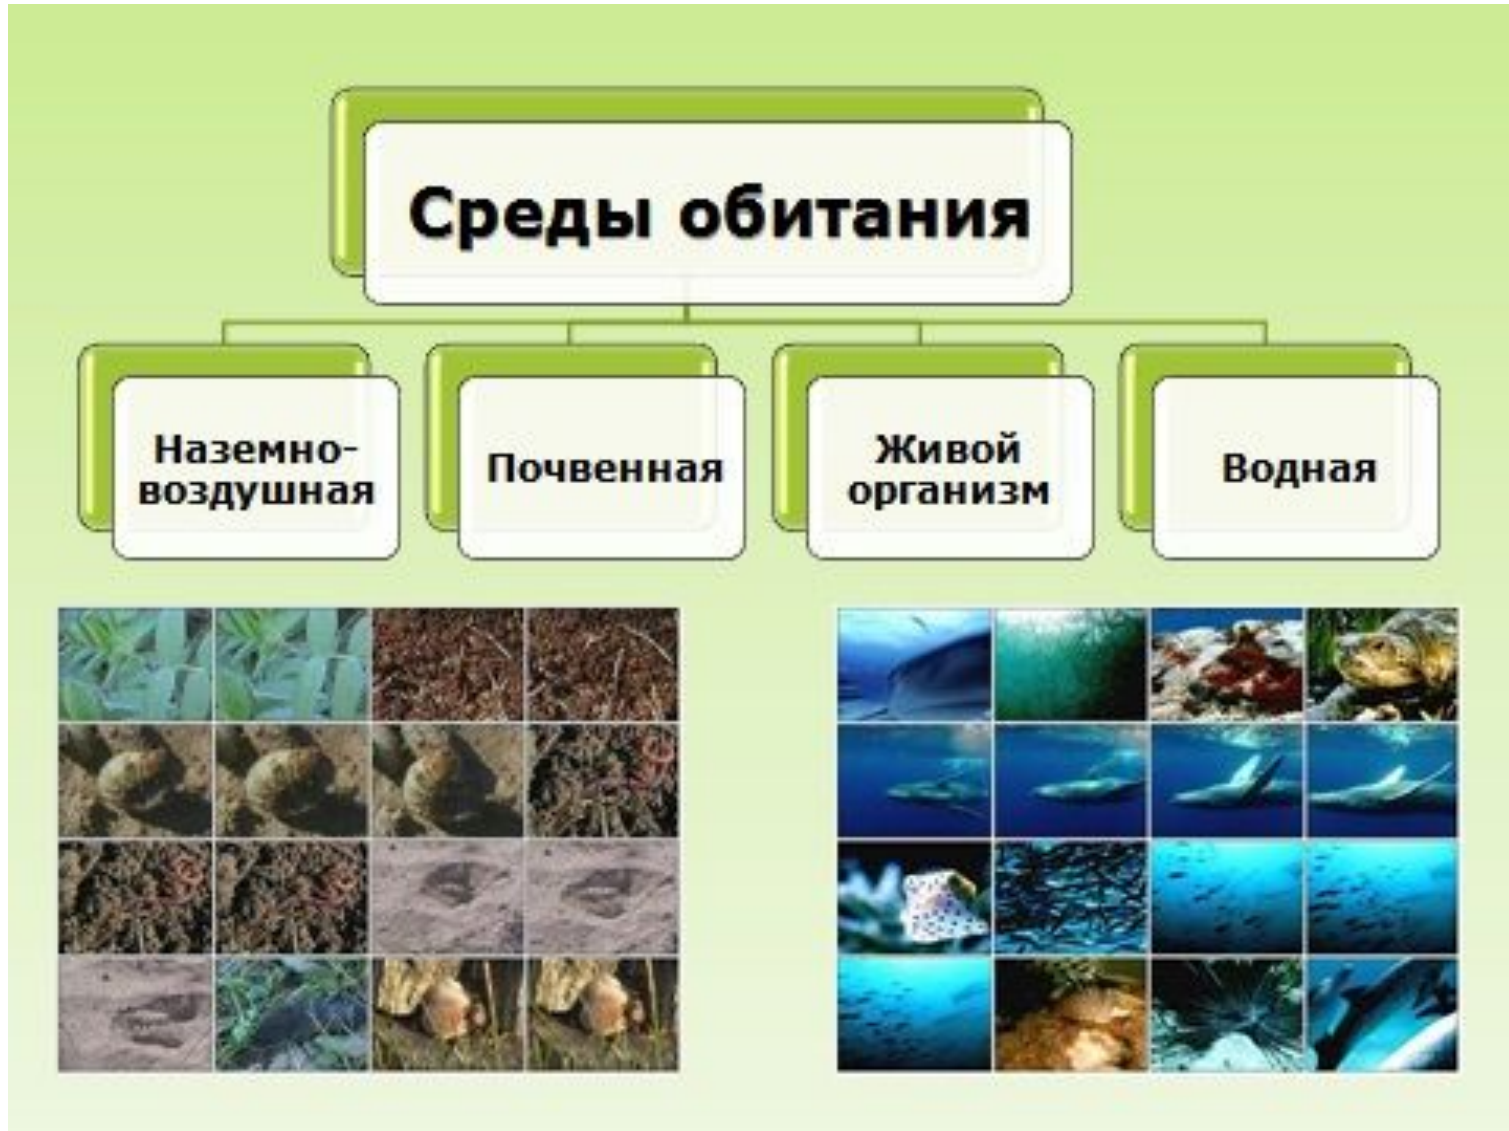 Среды обитания
Наземно-
воздушная
Почвенная
Живой
организм
Водная